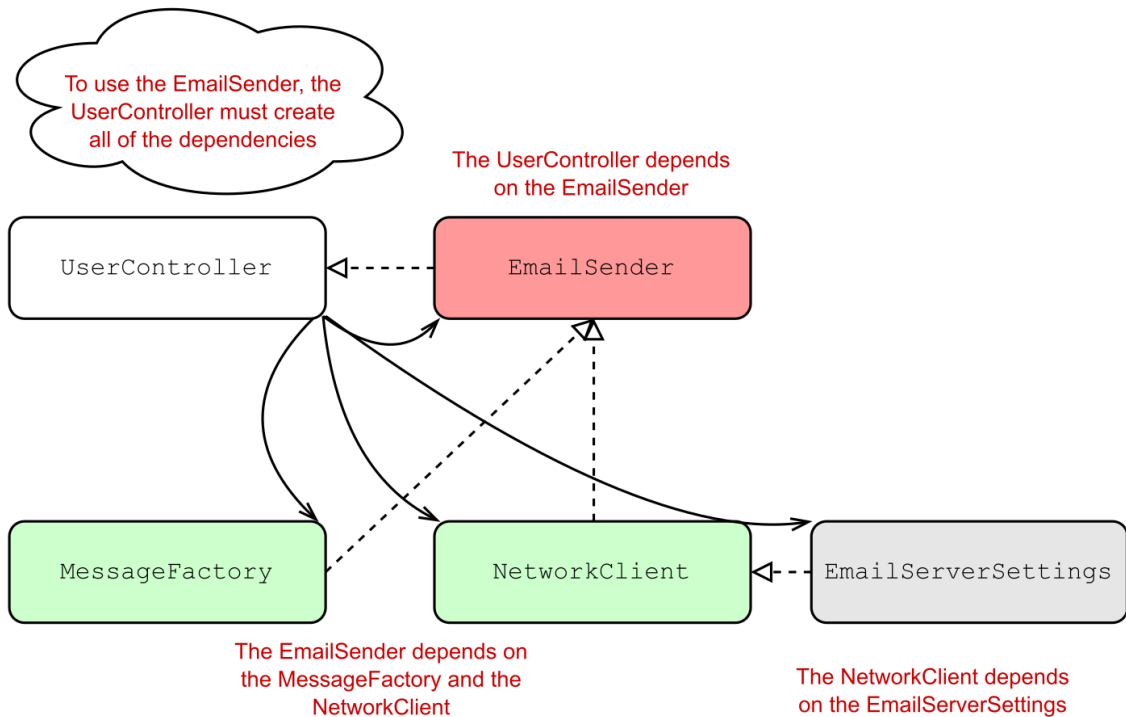 To use the EmailSender, the
UserController must create
all of the dependencies
The UserController depends
on the EmailSender
UserController
EmailSender
MessageFactory
NetworkClient
EmailServerSettings
The EmailSender depends on
the MessageFactory and the
NetworkClient
The NetworkClient depends
on the EmailServerSettings